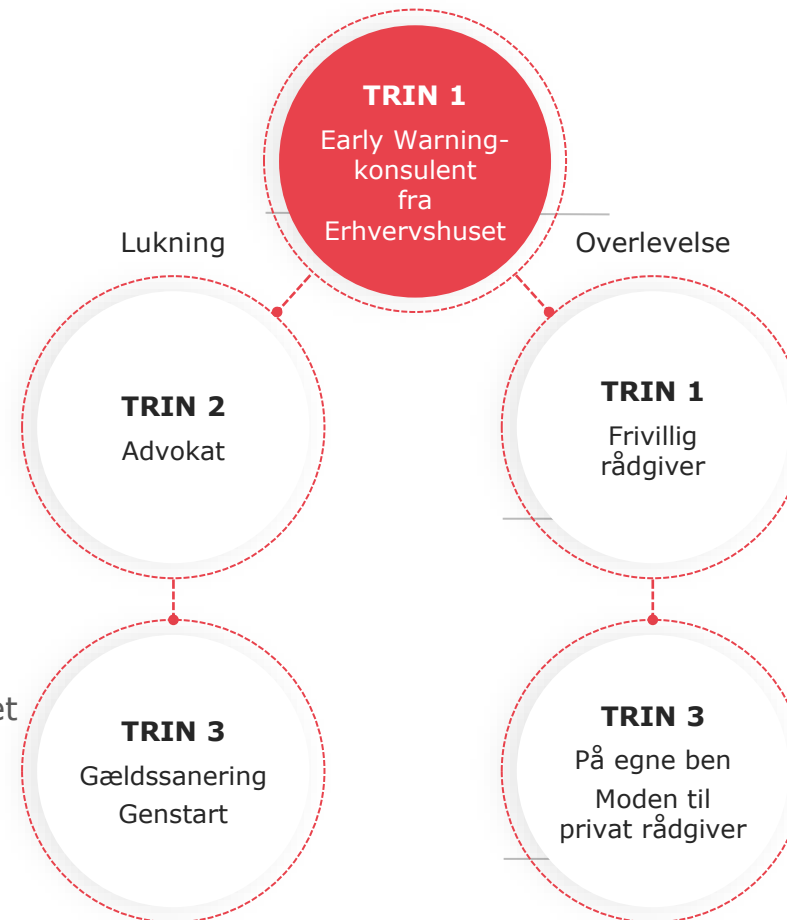 TRIN 1
Early Warning-
konsulent
fra
Erhvervshuset
Lukning
Overlevelse
TRIN 2
Advokat
TRIN 1
Frivillig
rådgiver
et
TRIN 3
Gældssanering
Genstart
TRIN 3
På egne ben
Moden til
privat rådgiver